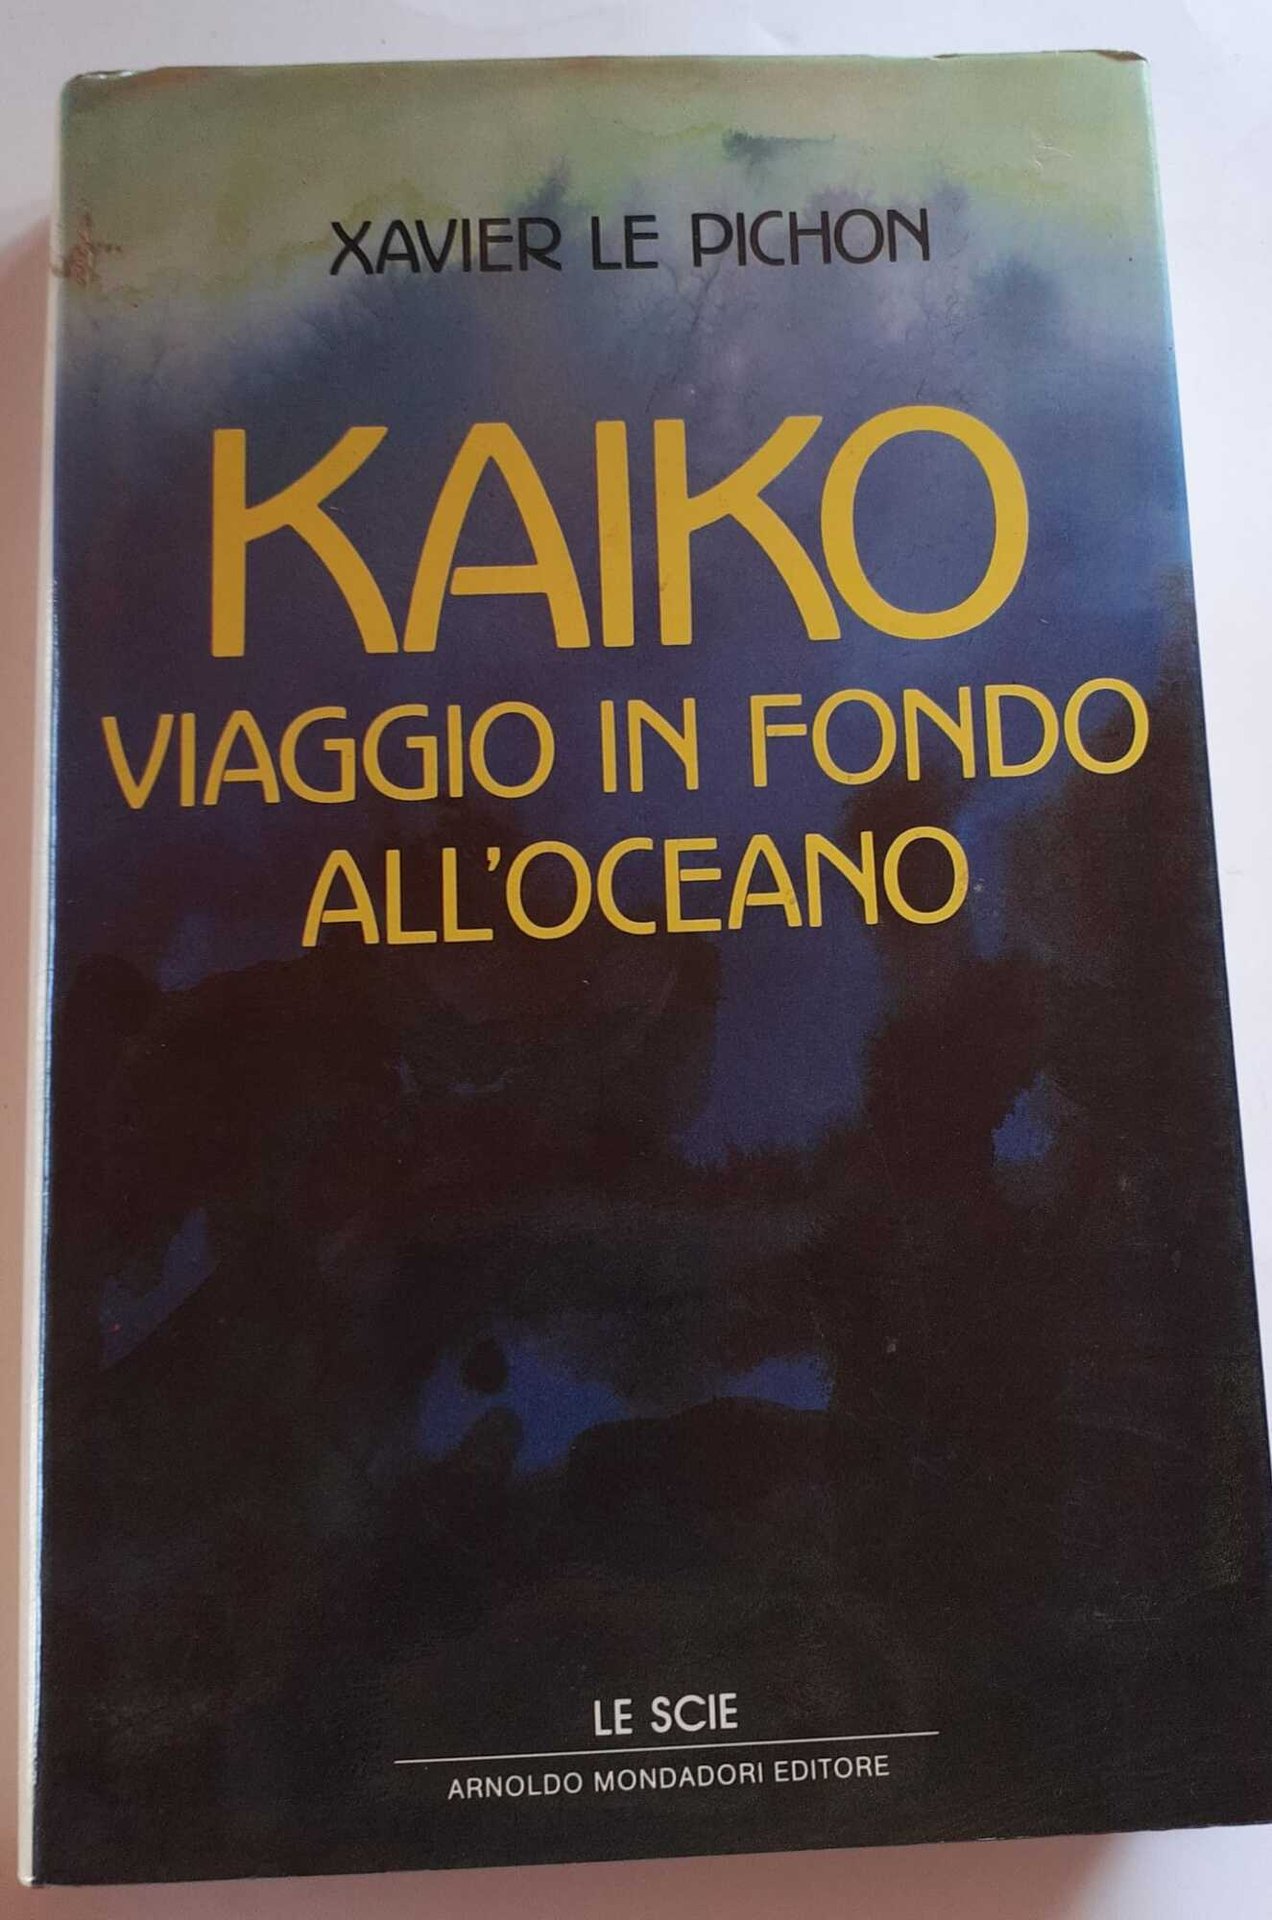 XAVIER LE PICHON
KAIKO
VIAGGIO IN FONDO
ALL'OCEANO
LE SCIE
ARNOLDO MONDADORI EDITORE